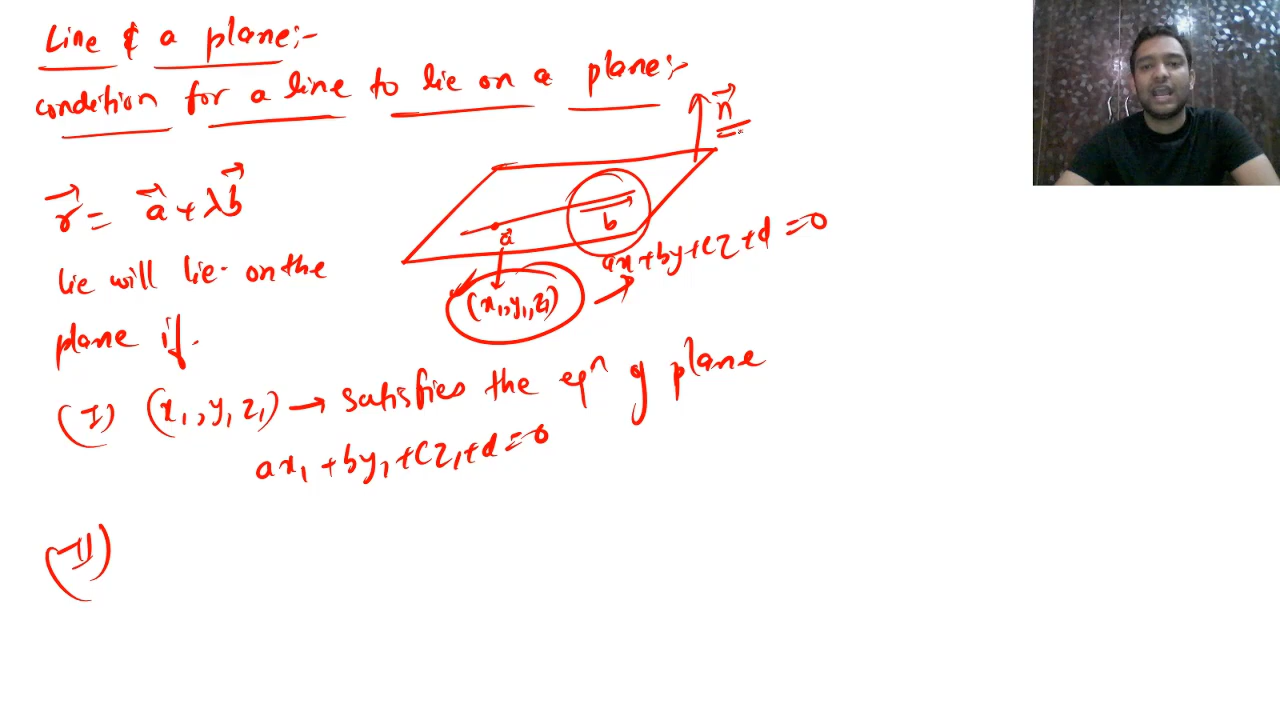 Line & a plane:-
condition for a line to lie on a plane:-
n
r = a + λb
a
b
ax+by+cz+d=0
(x₁,y₁,z₁)
lie will lie on the
plane if.
(I) (x₁,y₁,z₁) → satisfies the eqⁿ of plane
ax₁+by₁+cz₁+d=0
(II)